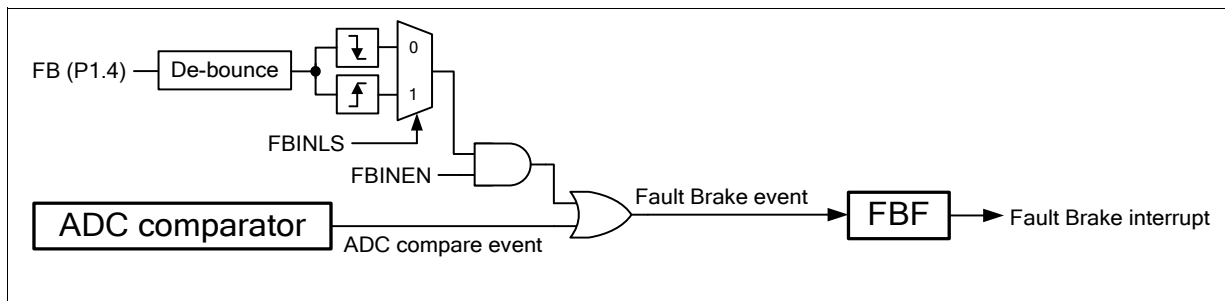 FB (P1.4)
De-bounce
0
1
FBINLS
FBINEN
ADC comparator
ADC compare event
Fault Brake event
FBF
Fault Brake interrupt